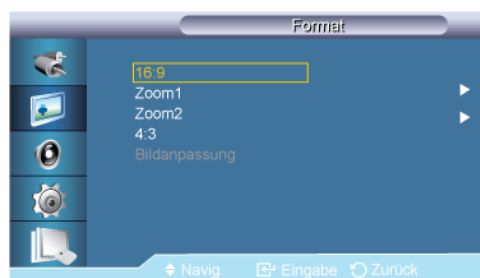 Format
16:9
Zoom1
Zoom2
4:3
Bildanpassung
Navig. Eingabe Zurück